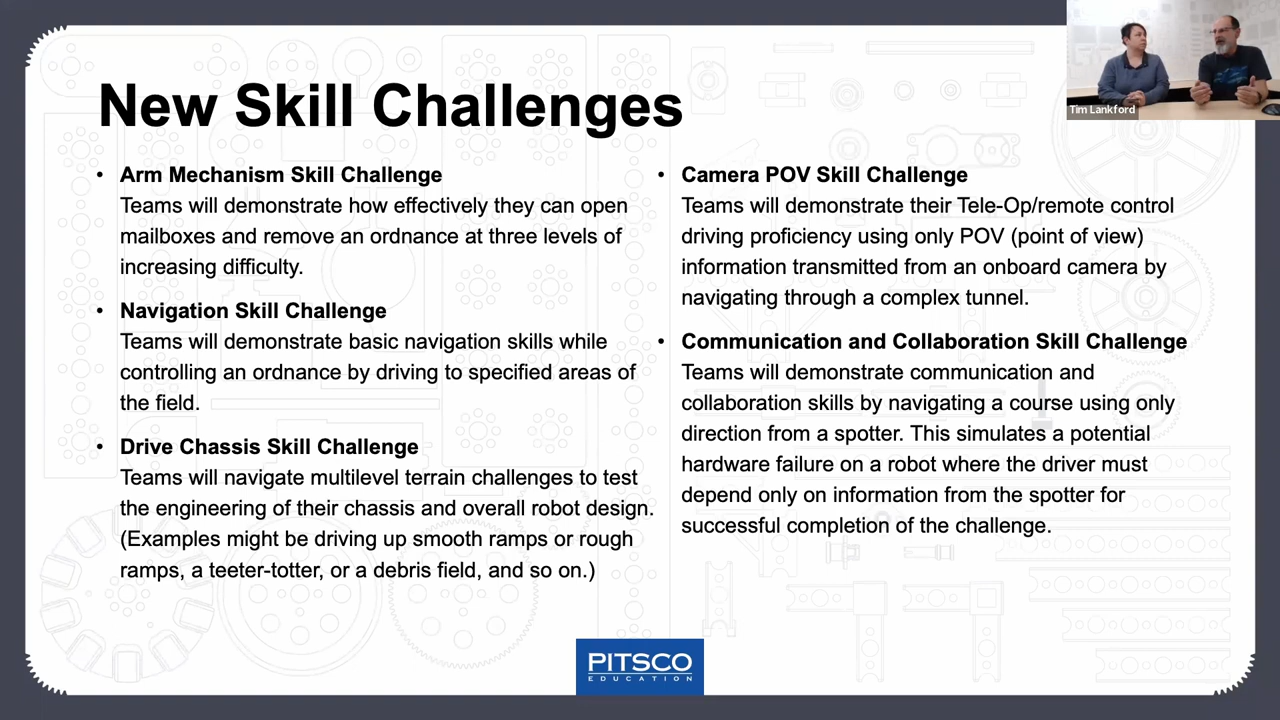 New Skill Challenges
• Arm Mechanism Skill Challenge
Teams will demonstrate how effectively they can open
mailboxes and remove an ordnance at three levels of
increasing difficulty.
• Navigation Skill Challenge
Teams will demonstrate basic navigation skills while
controlling an ordnance by driving to specified areas of
the field.
• Drive Chassis Skill Challenge
Teams will navigate multilevel terrain challenges to test
the engineering of their chassis and overall robot design.
(Examples might be driving up smooth ramps or rough
ramps, a teeter-totter, or a debris field, and so on.)
• Camera POV Skill Challenge
Teams will demonstrate their Tele-Op/remote control
driving proficiency using only POV (point of view)
information transmitted from an onboard camera by
navigating through a complex tunnel.
• Communication and Collaboration Skill Challenge
Teams will demonstrate communication and
collaboration skills by navigating a course using only
direction from a spotter. This simulates a potential
hardware failure on a robot where the driver must
depend only on information from the spotter for
successful completion of the challenge.
Tim Lankford
PITSCO
EDUCATION